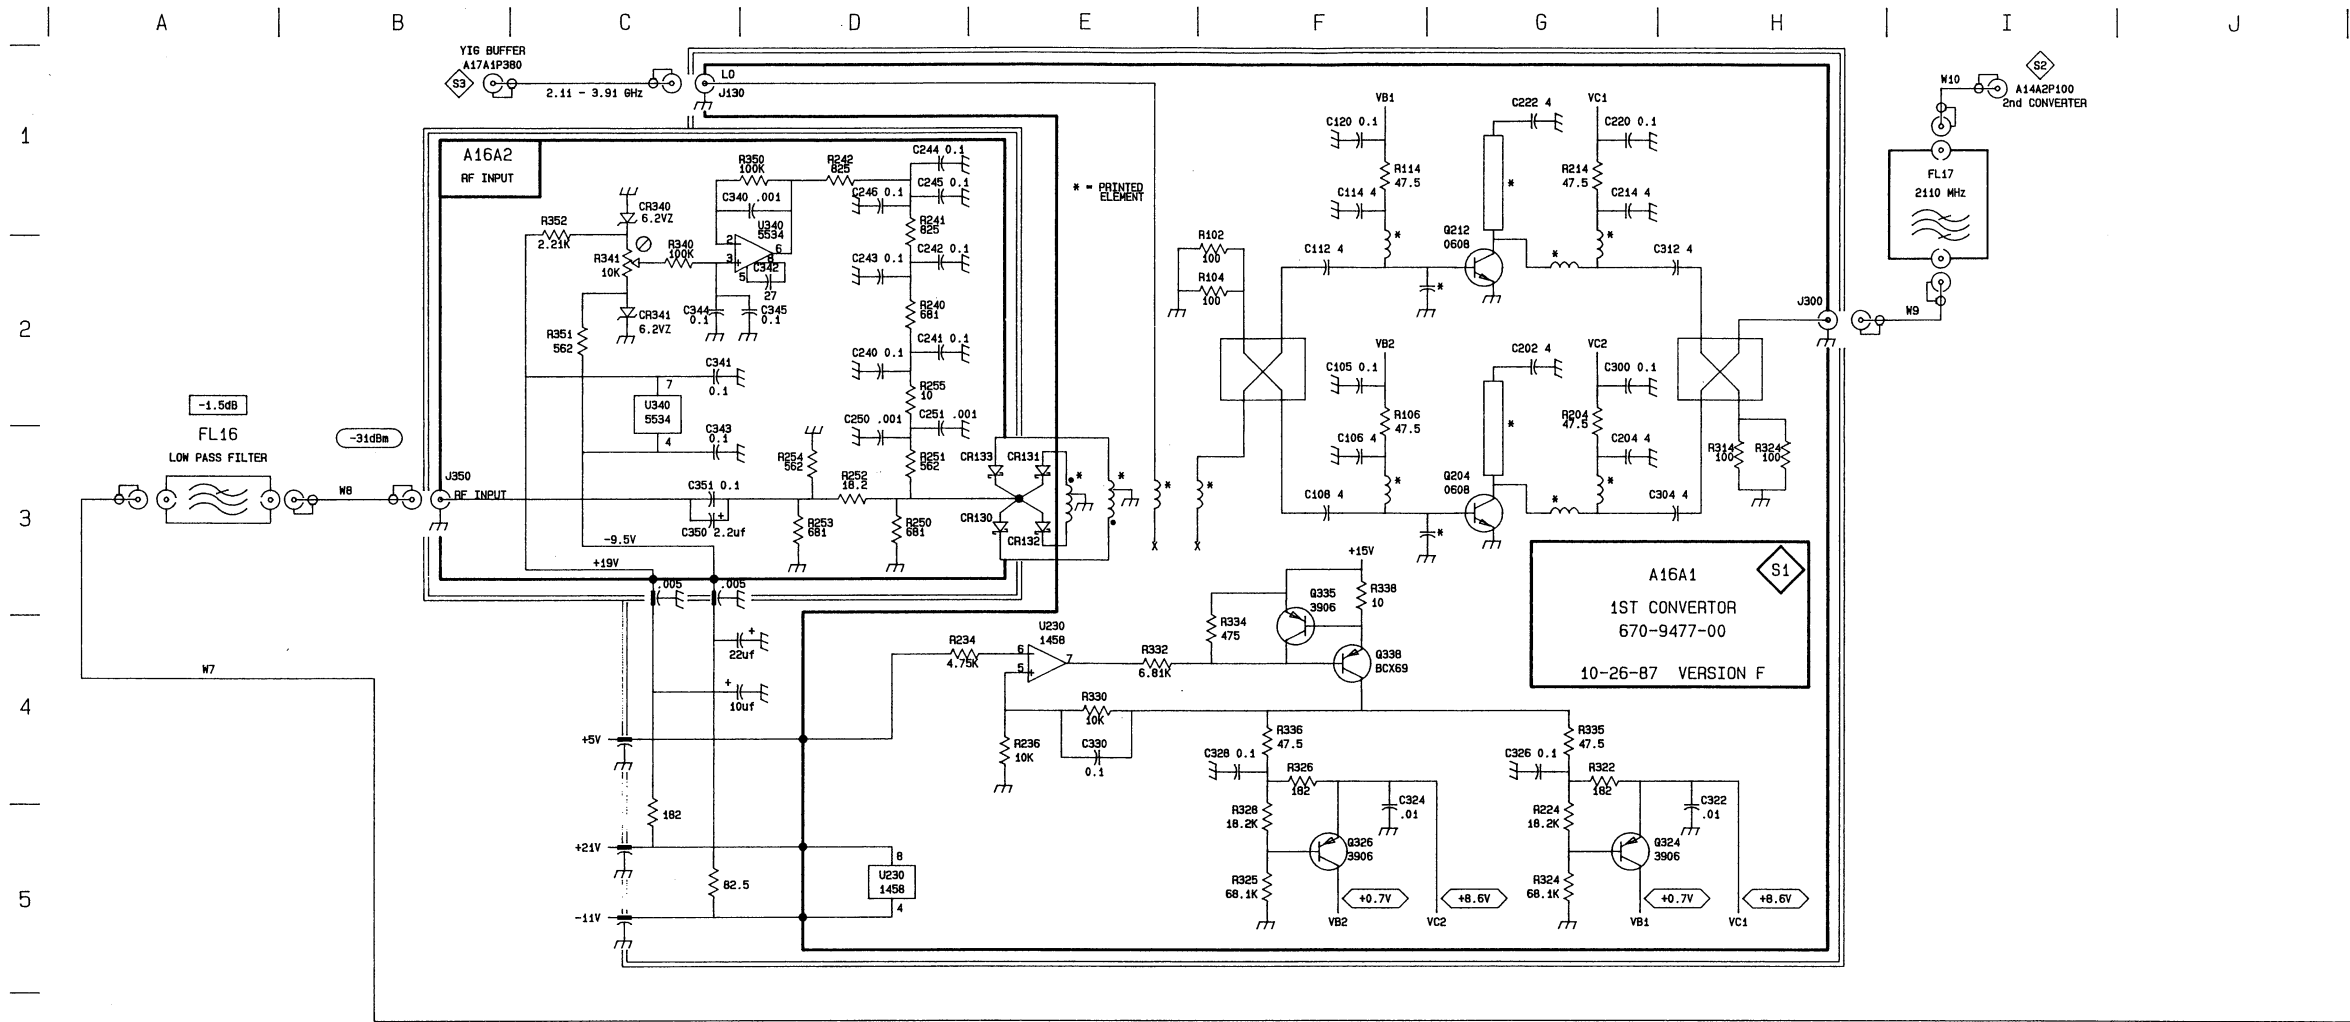 A B C D E F G H I J
1
2
3
4
5
YIG BUFFER
A17A1P380
S3
2.11 - 3.91 GHz
LO
J130
S2
W10
A14A2P100
2nd CONVERTER
FL17
2110 MHz
W9
J300
A16A2
RF INPUT
R350
100K
R242
825
C244 0.1
C245 0.1
C246 0.1
C340 .001
CR340
6.2VZ
R352
2.21K
R341
10K
R340
100K
U340
5534
2
3
6
8
5
C342
27
R241
825
C242 0.1
C243 0.1
R240
681
C344
0.1
C345
0.1
CR341
6.2VZ
R351
562
C241 0.1
C240 0.1
C341
0.1
7
U340
5534
4
R255
10
C251 .001
C250 .001
C343
0.1
R254
562
R252
18.2
R251
562
C351 0.1
+
C350 2.2uf
R253
681
R250
681
-9.5V
+19V
.005
.005
-1.5dB
FL16
LOW PASS FILTER
-31dBm
W8
J350
RF INPUT
CR133
CR131
CR130
CR132
*
*
*
*
X
X
* = PRINTED
ELEMENT
VB1
C120 0.1
R114
47.5
C114 4
*
R102
100
R104
100
C112 4
*
C222 4
*
Q212
0608
*
VC1
C220 0.1
R214
47.5
C214 4
*
C312 4
VB2
C105 0.1
R106
47.5
C106 4
*
C108 4
*
C202 4
*
Q204
0608
*
VC2
C300 0.1
R204
47.5
C204 4
*
C304 4
R314
100
R324
100
A16A1
S1
1ST CONVERTOR
670-9477-00
10-26-87 VERSION F
+15V
R338
10
Q335
3906
R334
475
Q338
BCX69
R332
6.81K
U230
1458
6
5
+
7
R234
4.75K
R330
10K
C330
0.1
R236
10K
W7
+
22uf
+
10uf
+5V
182
+21V
82.5
-11V
8
U230
1458
4
R336
47.5
C328 0.1
R326
182
R328
18.2K
C324
.01
Q326
3906
R325
68.1K
+0.7V
+8.6V
VB2
VC2
R335
47.5
C326 0.1
R322
182
R224
18.2K
C322
.01
Q324
3906
R324
68.1K
+0.7V
+8.6V
VB1
VC1